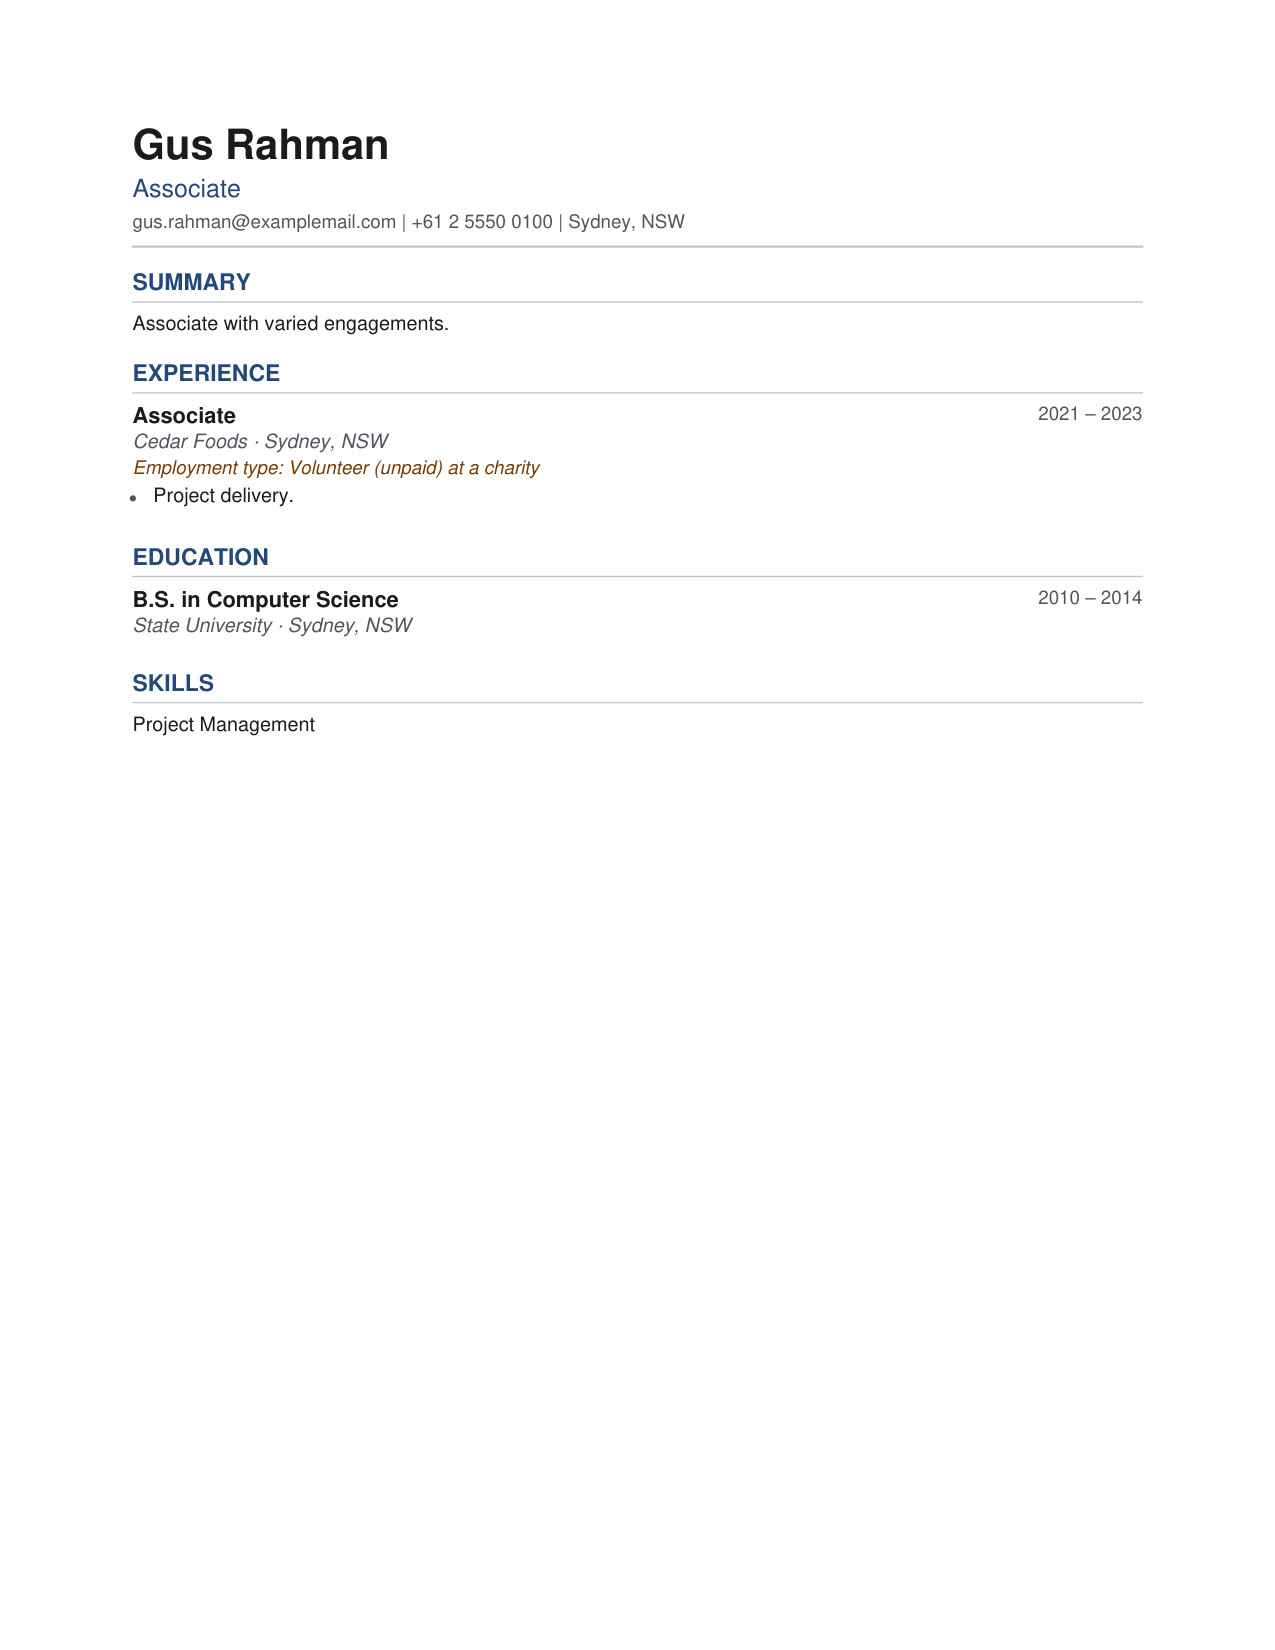 Gus Rahman
Associate
gus.rahman@examplemail.com | +61 2 5550 0100 | Sydney, NSW
SUMMARY
Associate with varied engagements.
EXPERIENCE
Associate 2021 – 2023
Cedar Foods · Sydney, NSW
Employment type: Volunteer (unpaid) at a charity
• Project delivery.
EDUCATION
B.S. in Computer Science 2010 – 2014
State University · Sydney, NSW
SKILLS
Project Management